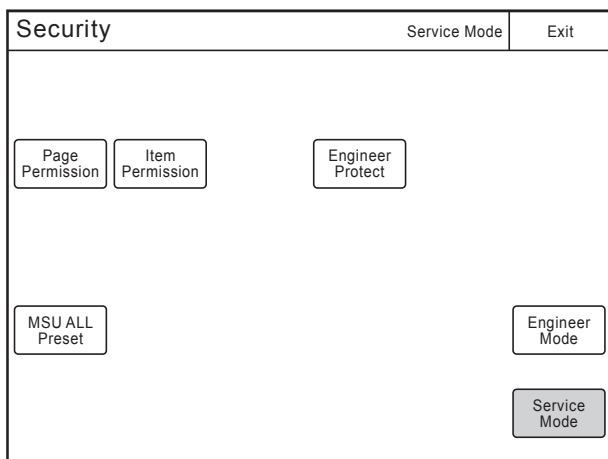 Security
Service Mode
Exit
Page
Permission
Item
Permission
Engineer
Protect
MSU ALL
Preset
Engineer
Mode
Service
Mode